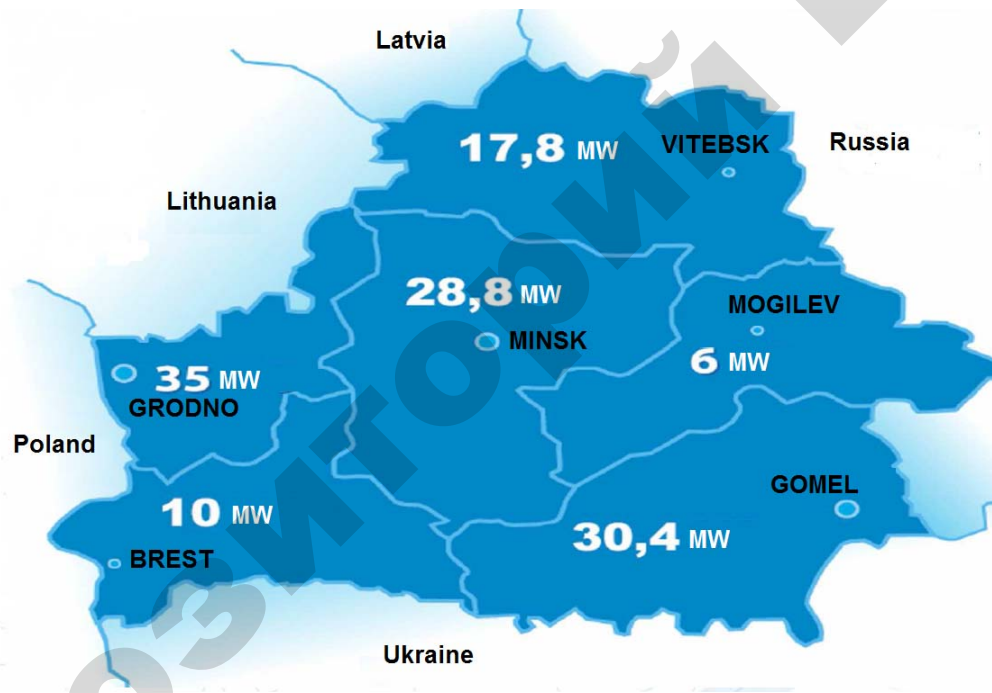 Latvia
17,8 MW
VITEBSK
Russia
Lithuania
28,8 MW
MINSK
MOGILEV
6 MW
35 MW
GRODNO
Poland
10 MW
BREST
GOMEL
30,4 MW
Ukraine